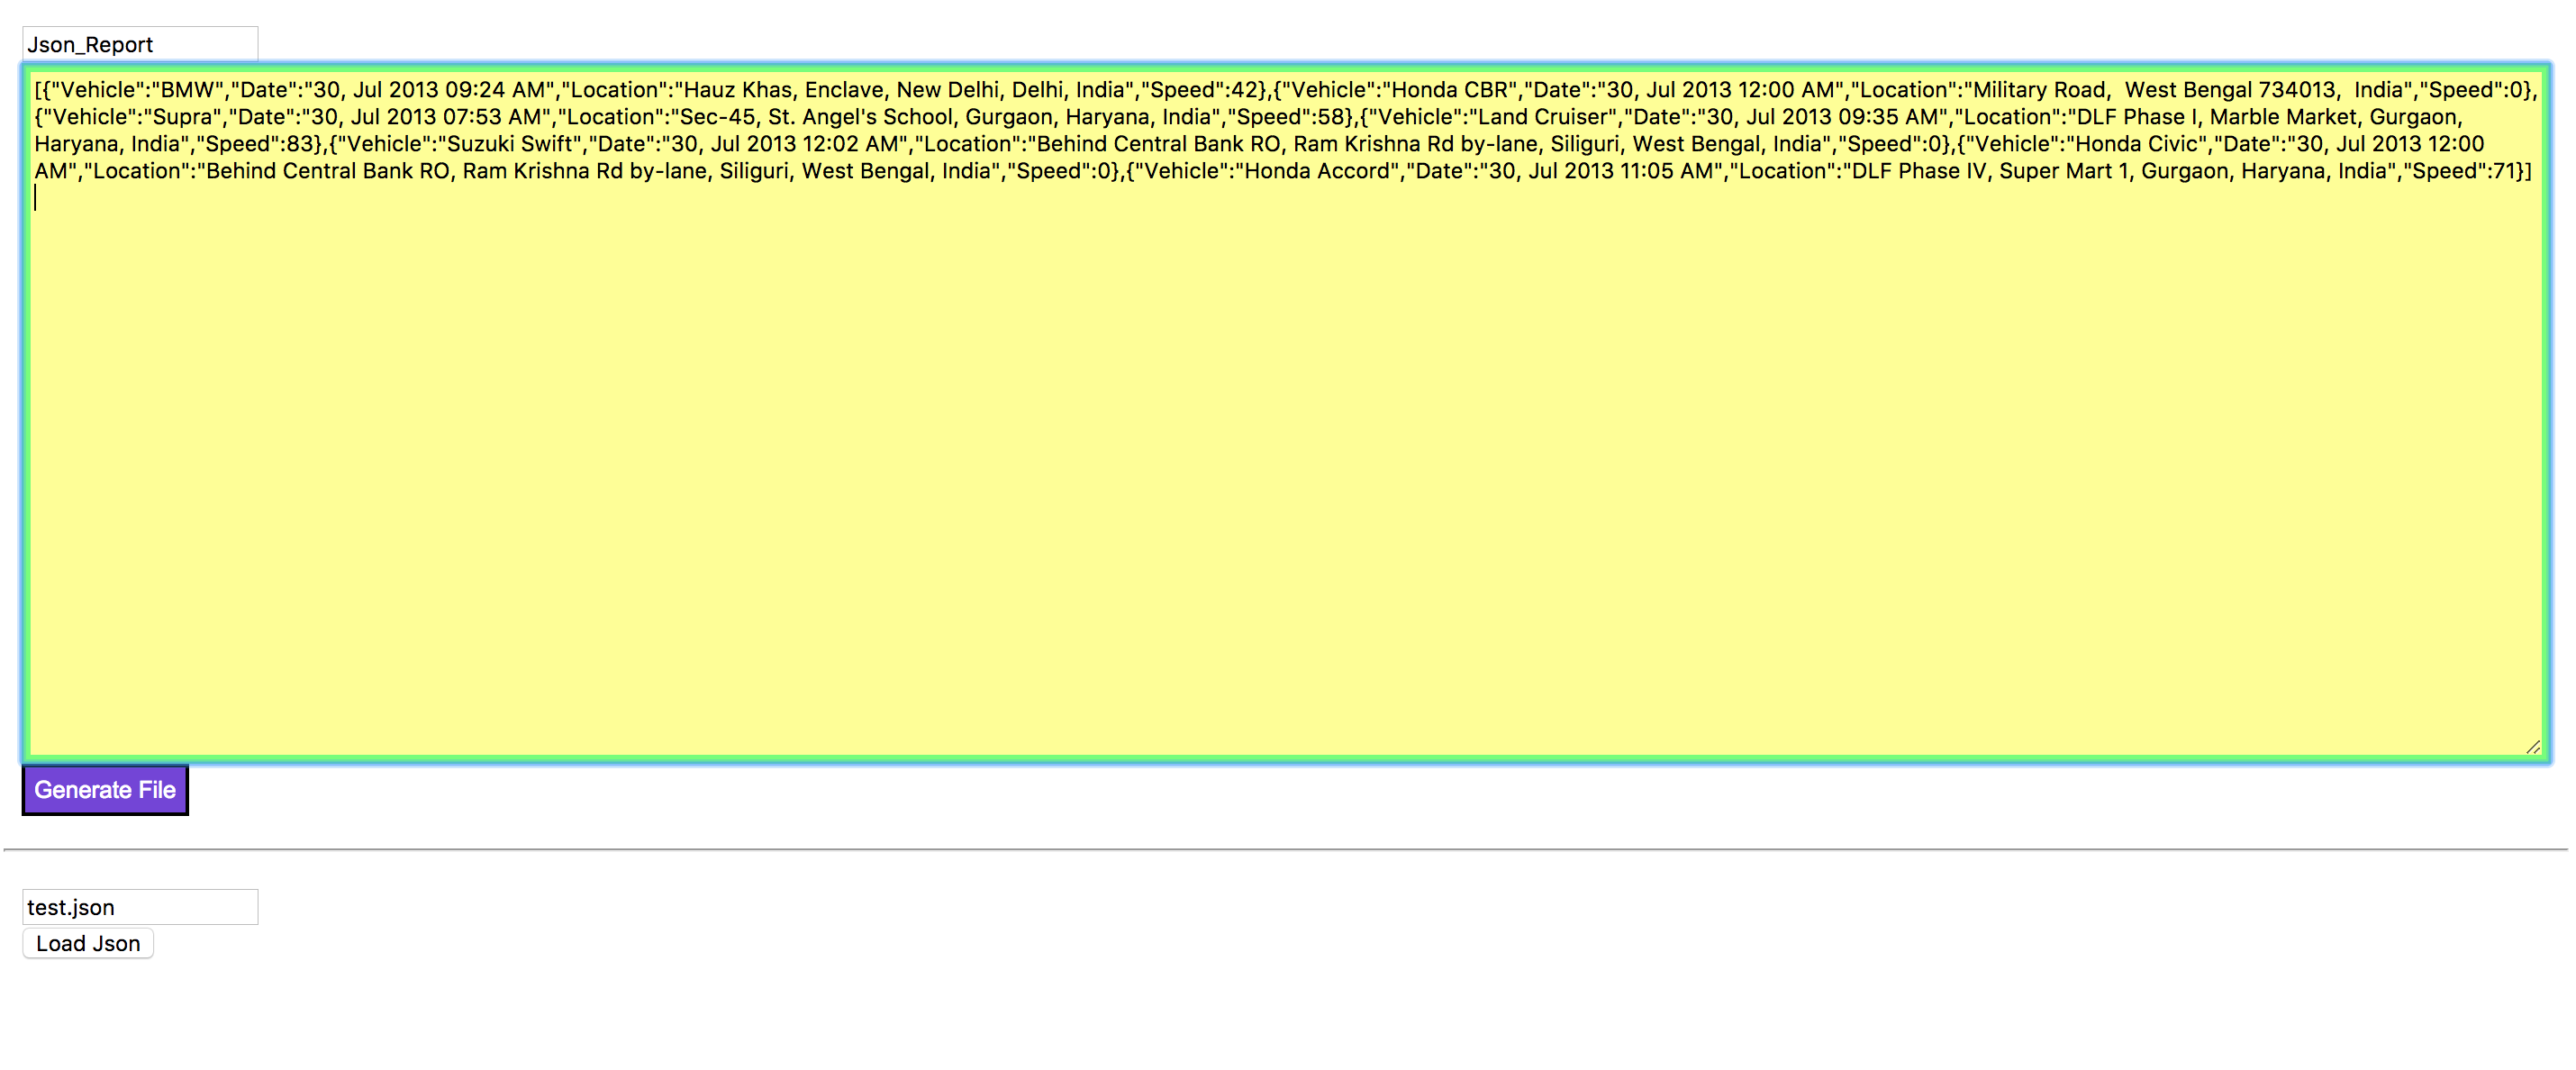 Json_Report
[{"Vehicle":"BMW","Date":"30, Jul 2013 09:24 AM","Location":"Hauz Khas, Enclave, New Delhi, Delhi, India","Speed":42},{"Vehicle":"Honda CBR","Date":"30, Jul 2013 12:00 AM","Location":"Military Road,  West Bengal 734013,  India","Speed":0},
{"Vehicle":"Supra","Date":"30, Jul 2013 07:53 AM","Location":"Sec-45, St. Angel's School, Gurgaon, Haryana, India","Speed":58},{"Vehicle":"Land Cruiser","Date":"30, Jul 2013 09:35 AM","Location":"DLF Phase I, Marble Market, Gurgaon,
Haryana, India","Speed":83},{"Vehicle":"Suzuki Swift","Date":"30, Jul 2013 12:02 AM","Location":"Behind Central Bank RO, Ram Krishna Rd by-lane, Siliguri, West Bengal, India","Speed":0},{"Vehicle":"Honda Civic","Date":"30, Jul 2013 12:00
AM","Location":"Behind Central Bank RO, Ram Krishna Rd by-lane, Siliguri, West Bengal, India","Speed":0},{"Vehicle":"Honda Accord","Date":"30, Jul 2013 11:05 AM","Location":"DLF Phase IV, Super Mart 1, Gurgaon, Haryana, India","Speed":71}]
Generate File
test.json
Load Json